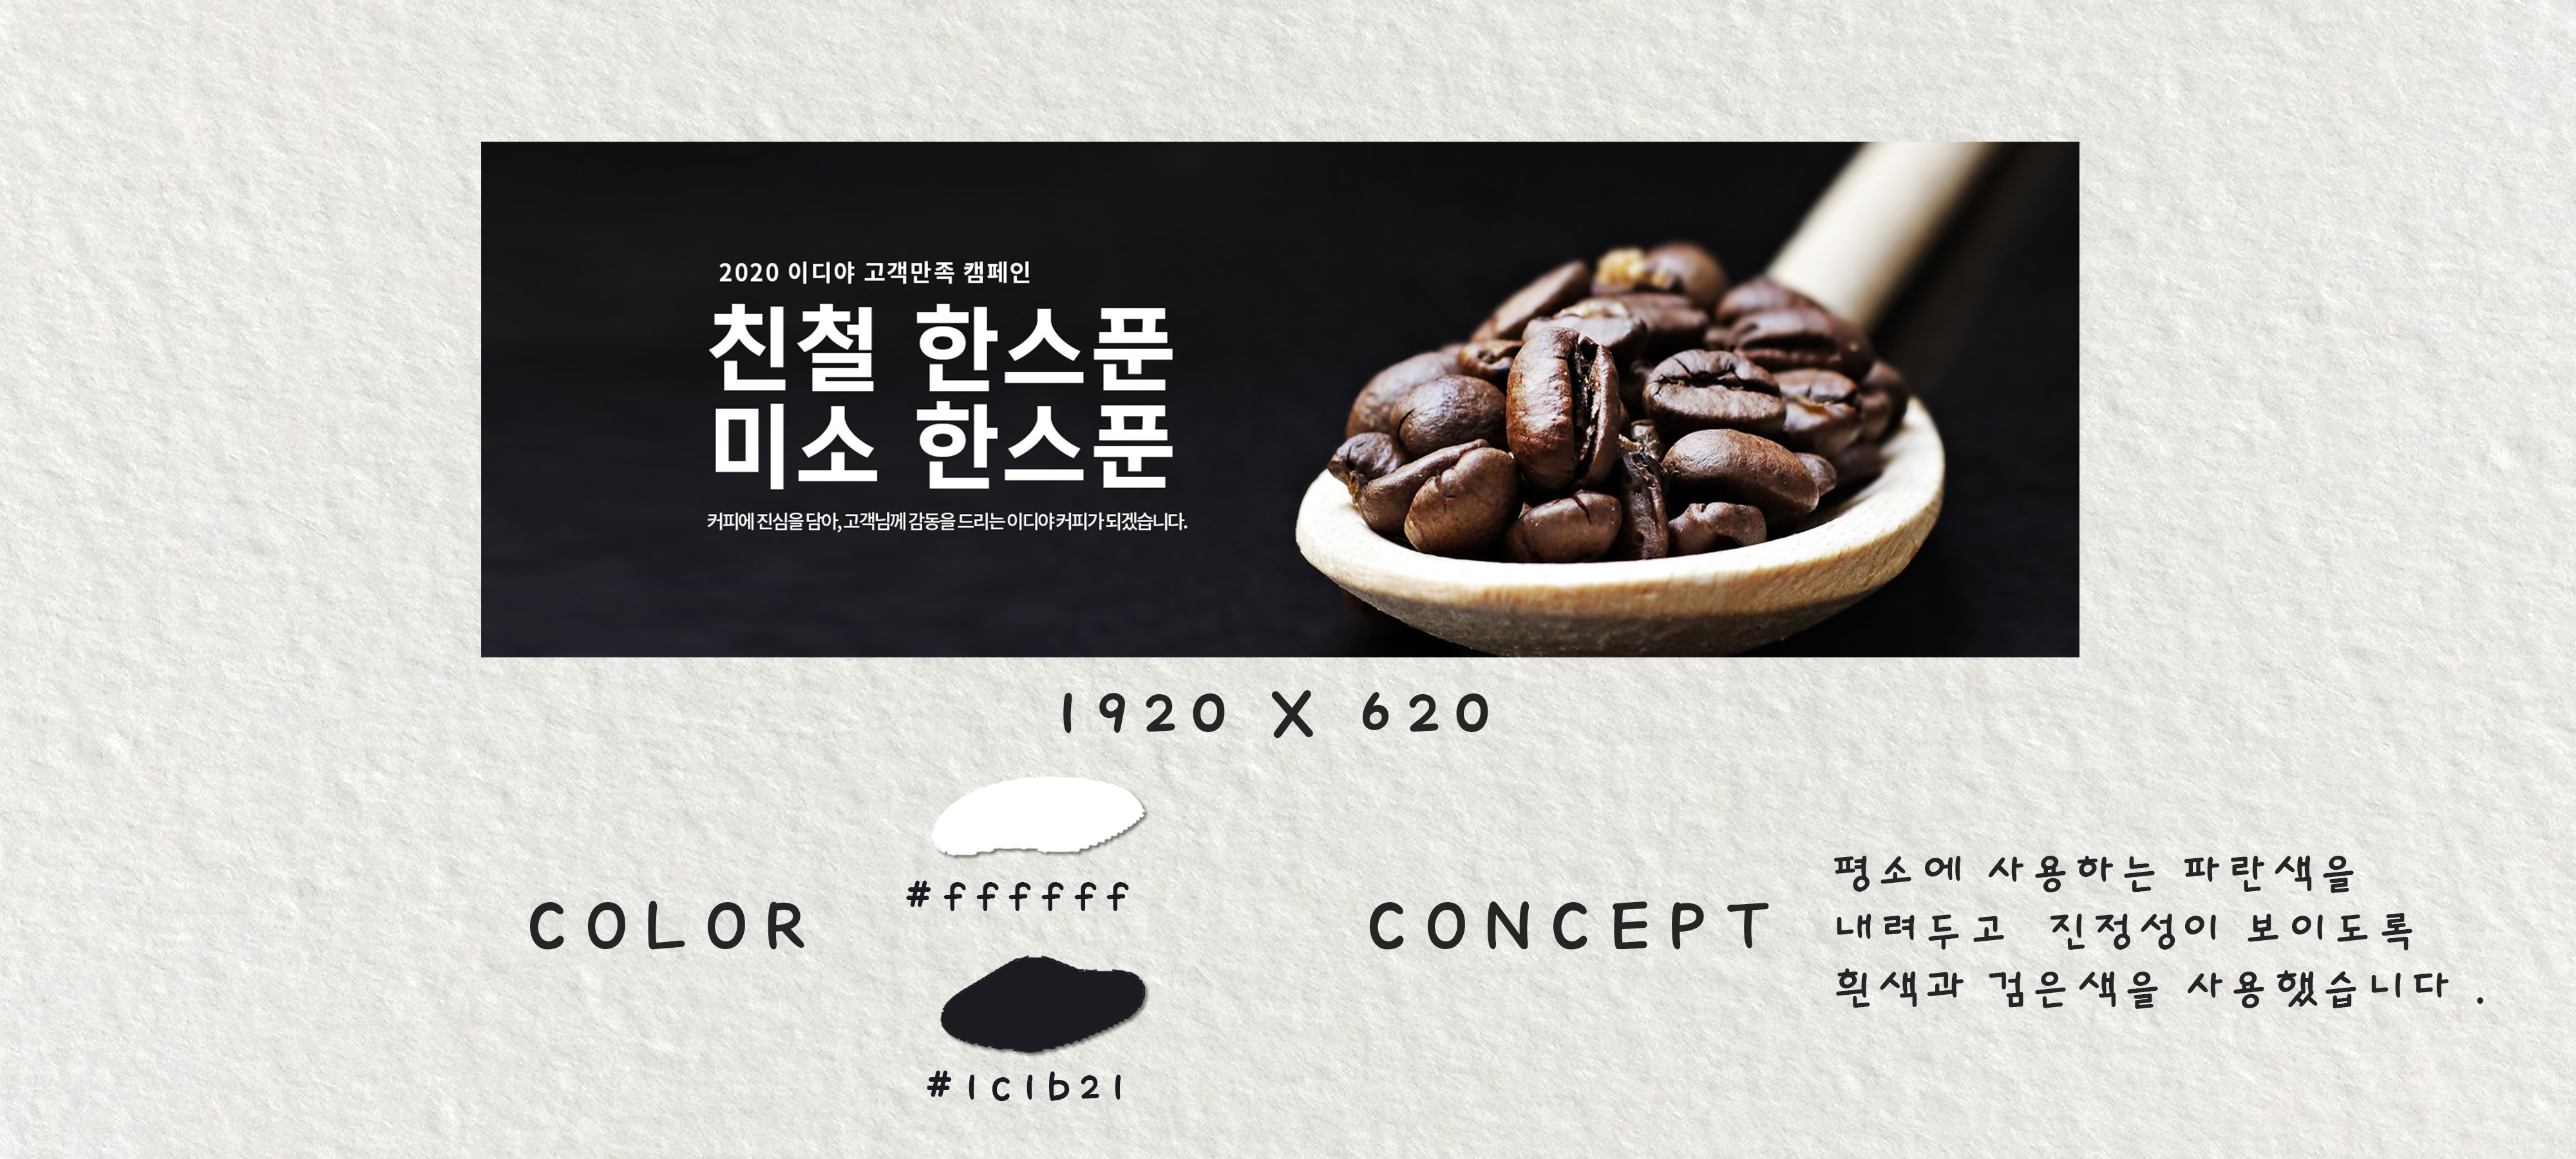 2020 이디야 고객만족 캠페인
친철 한스푼
미소 한스푼
커피에 진심을 담아, 고객님께 감동을 드리는 이디야 커피가 되겠습니다.
1920 X 620
COLOR
#ffffff
#1c1b21
CONCEPT
평소에 사용하는 파란색을
내려두고 진정성이 보이도록
흰색과 검은색을 사용했습니다.